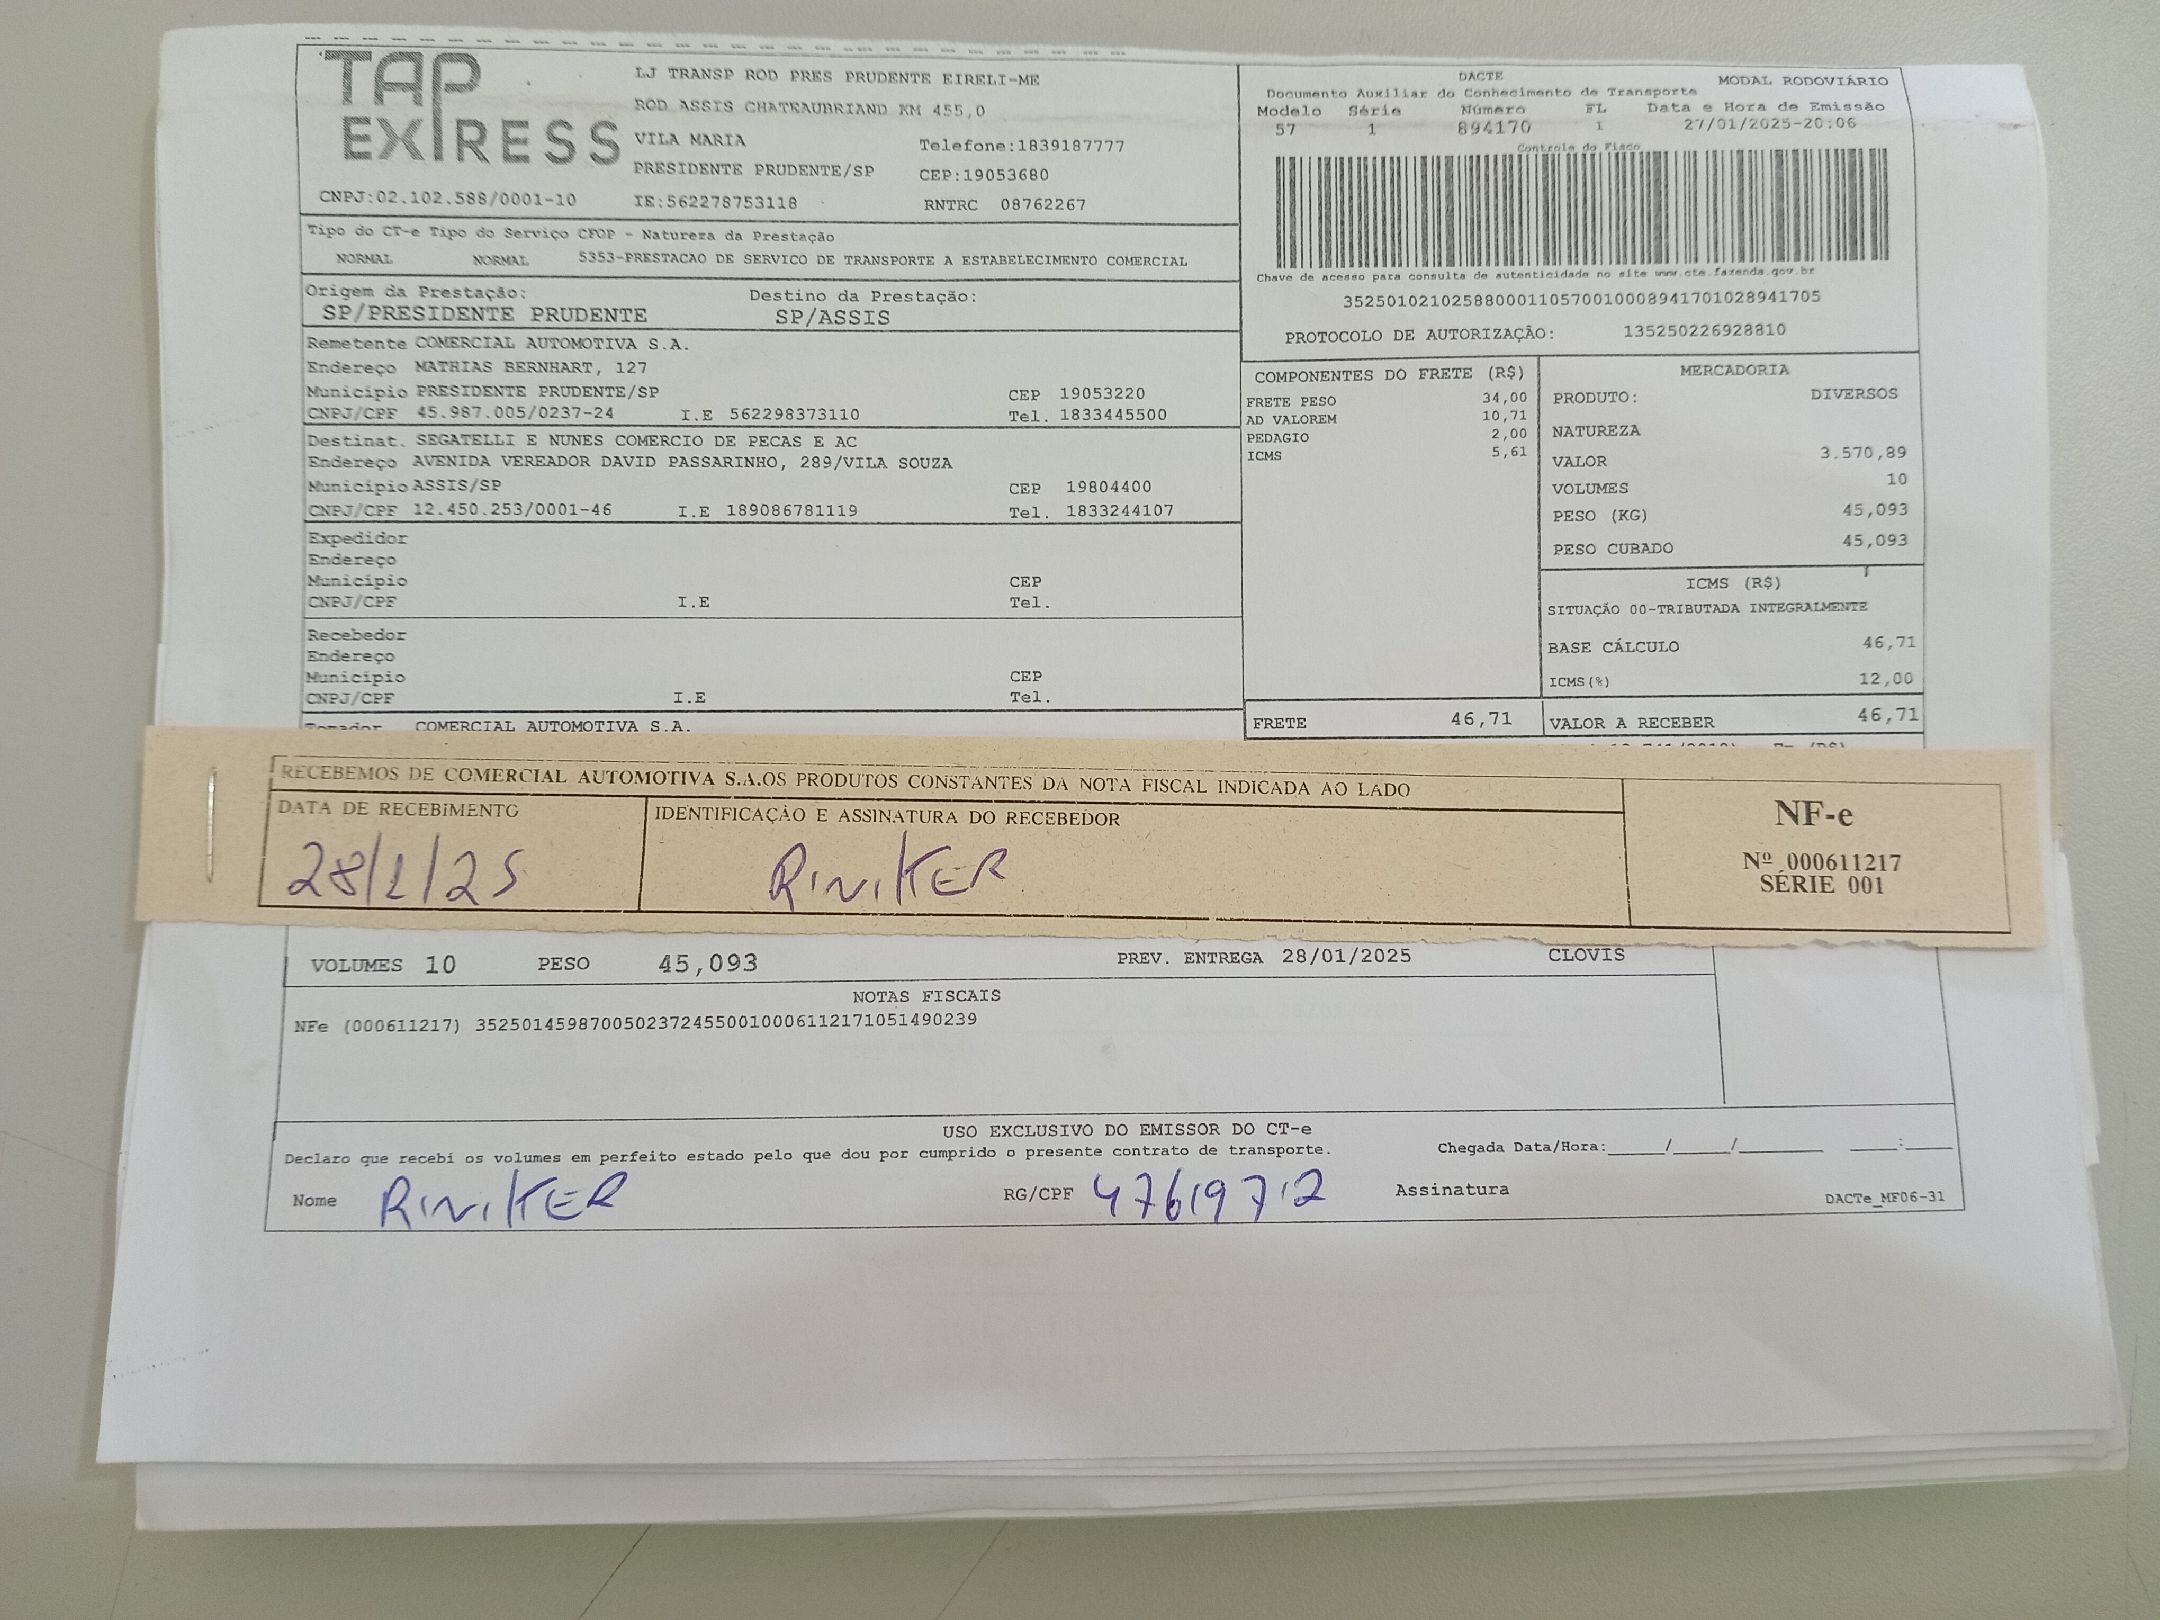 TAP EXPRESS
LJ TRANSP ROD PRES PRUDENTE EIRELI-ME
ROD ASSIS CHATEAUBRIAND KM 455,0
VILA MARIA Telefone:1839187777
PRESIDENTE PRUDENTE/SP CEP:19053680
CNPJ:02.102.588/0001-10 IE:562278753118 RNTRC 08762267
DACTE MODAL RODOVIÁRIO
Documento Auxiliar do Conhecimento de Transporte
Modelo Série Número FL Data e Hora de Emissão
57 1 894170 1 27/01/2025-20:06
Controle do Fisco
Chave de acesso para consulta de autenticidade no site www.cte.fazenda.gov.br
35250102102588000110570010008941701028941705
PROTOCOLO DE AUTORIZAÇÃO: 135250226928810
Tipo do CT-e Tipo do Serviço CFOP - Natureza da Prestação
NORMAL NORMAL 5353-PRESTACAO DE SERVICO DE TRANSPORTE A ESTABELECIMENTO COMERCIAL
Origem da Prestação: Destino da Prestação:
SP/PRESIDENTE PRUDENTE SP/ASSIS
Remetente COMERCIAL AUTOMOTIVA S.A.
Endereço MATHIAS BERNHART, 127
Município PRESIDENTE PRUDENTE/SP CEP 19053220
CNPJ/CPF 45.987.005/0237-24 I.E 562298373110 Tel. 1833445500
Destinat. SEGATELLI E NUNES COMERCIO DE PECAS E AC
Endereço AVENIDA VEREADOR DAVID PASSARINHO, 289/VILA SOUZA
Município ASSIS/SP CEP 19804400
CNPJ/CPF 12.450.253/0001-46 I.E 189086781119 Tel. 1833244107
Expedidor
Endereço
Município CEP
CNPJ/CPF I.E Tel.
Recebedor
Endereço
Município CEP
CNPJ/CPF I.E Tel.
Tomador COMERCIAL AUTOMOTIVA S.A.
COMPONENTES DO FRETE (R$)
FRETE PESO 34,00
AD VALOREM 10,71
PEDAGIO 2,00
ICMS 5,61
FRETE 46,71
MERCADORIA
PRODUTO: DIVERSOS
NATUREZA
VALOR 3.570,89
VOLUMES 10
PESO (KG) 45,093
PESO CUBADO 45,093
ICMS (R$)
SITUAÇÃO 00-TRIBUTADA INTEGRALMENTE
BASE CÁLCULO 46,71
ICMS(%) 12,00
VALOR A RECEBER 46,71
RECEBEMOS DE COMERCIAL AUTOMOTIVA S.A.OS PRODUTOS CONSTANTES DA NOTA FISCAL INDICADA AO LADO
DATA DE RECEBIMENTO IDENTIFICAÇÃO E ASSINATURA DO RECEBEDOR
28/1/25 RINIKER
NF-e
Nº 000611217
SÉRIE 001
VOLUMES 10 PESO 45,093 PREV. ENTREGA 28/01/2025 CLOVIS
NOTAS FISCAIS
NFe (000611217) 35250145987005023724550010006112171051490239
USO EXCLUSIVO DO EMISSOR DO CT-e
Declaro que recebi os volumes em perfeito estado pelo que dou por cumprido o presente contrato de transporte. Chegada Data/Hora:_____/_____/_______ ____:____
Nome RINIKER RG/CPF 47619712 Assinatura DACTe_MF06-31